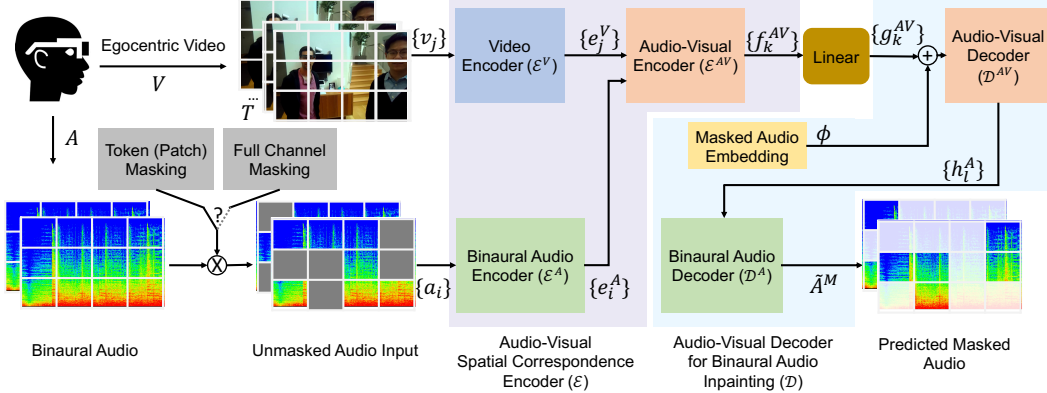 Egocentric Video
V
A
...
T
{v_j}
Video
Encoder (ℰ^V)
{e_j^V}
Audio-Visual
Encoder (ℰ^{AV})
{f_k^{AV}}
Linear
{g_k^{AV}}
+
Audio-Visual
Decoder
(𝒟^{AV})
Token (Patch)
Masking
Full Channel
Masking
?
Masked Audio
Embedding
ϕ
{h_i^A}
×
{a_i}
Binaural Audio
Encoder (ℰ^A)
{e_i^A}
Binaural Audio
Decoder (𝒟^A)
Ã^M
Binaural Audio
Unmasked Audio Input
Audio-Visual
Spatial Correspondence
Encoder (ℰ)
Audio-Visual Decoder
for Binaural Audio
Inpainting (𝒟)
Predicted Masked
Audio